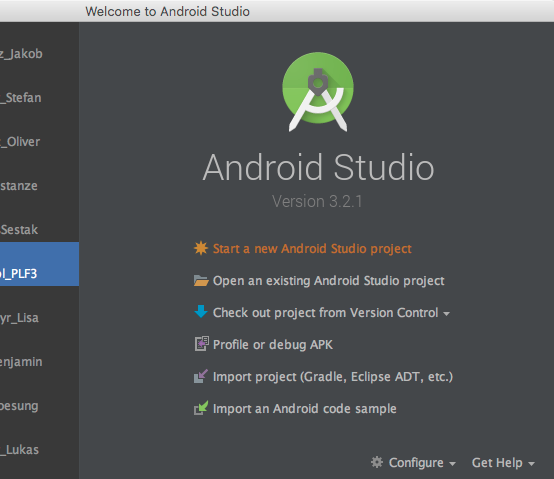 Welcome to Android Studio
z_Jakob
_Stefan
_Oliver
stanze
Sestak
ol_PLF3
yr_Lisa
enjamin
oesung
_Lukas
Android Studio
Version 3.2.1
Start a new Android Studio project
Open an existing Android Studio project
Check out project from Version Control
Profile or debug APK
Import project (Gradle, Eclipse ADT, etc.)
Import an Android code sample
Configure
Get Help